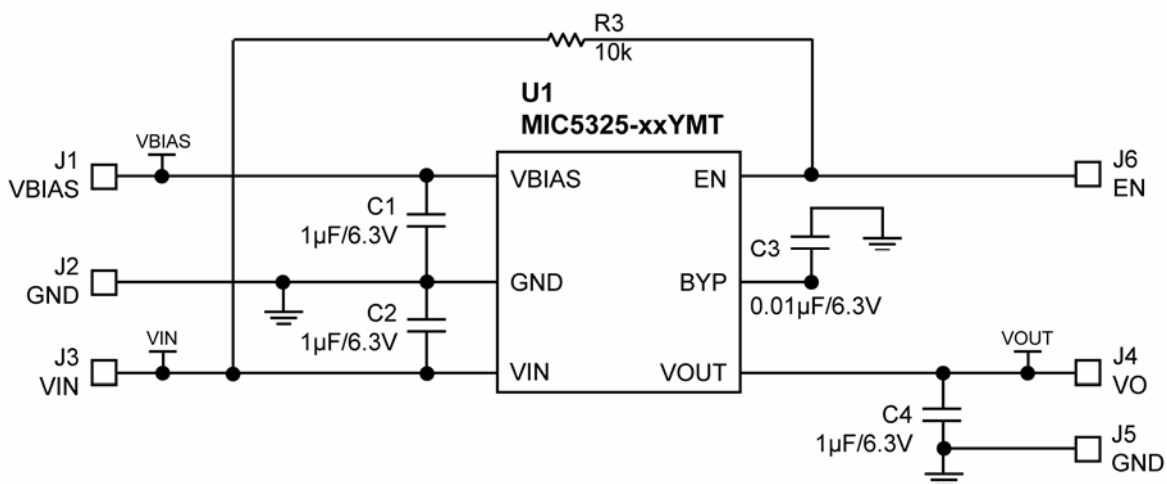 R3
10k
U1
MIC5325-xxYMT
VBIAS
J1
VBIAS
VBIAS
EN
J6
EN
C1
1µF/6.3V
C3
J2
GND
GND
BYP
0.01µF/6.3V
C2
1µF/6.3V
VIN
VOUT
J3
VIN
VIN
VOUT
J4
VO
C4
1µF/6.3V
J5
GND